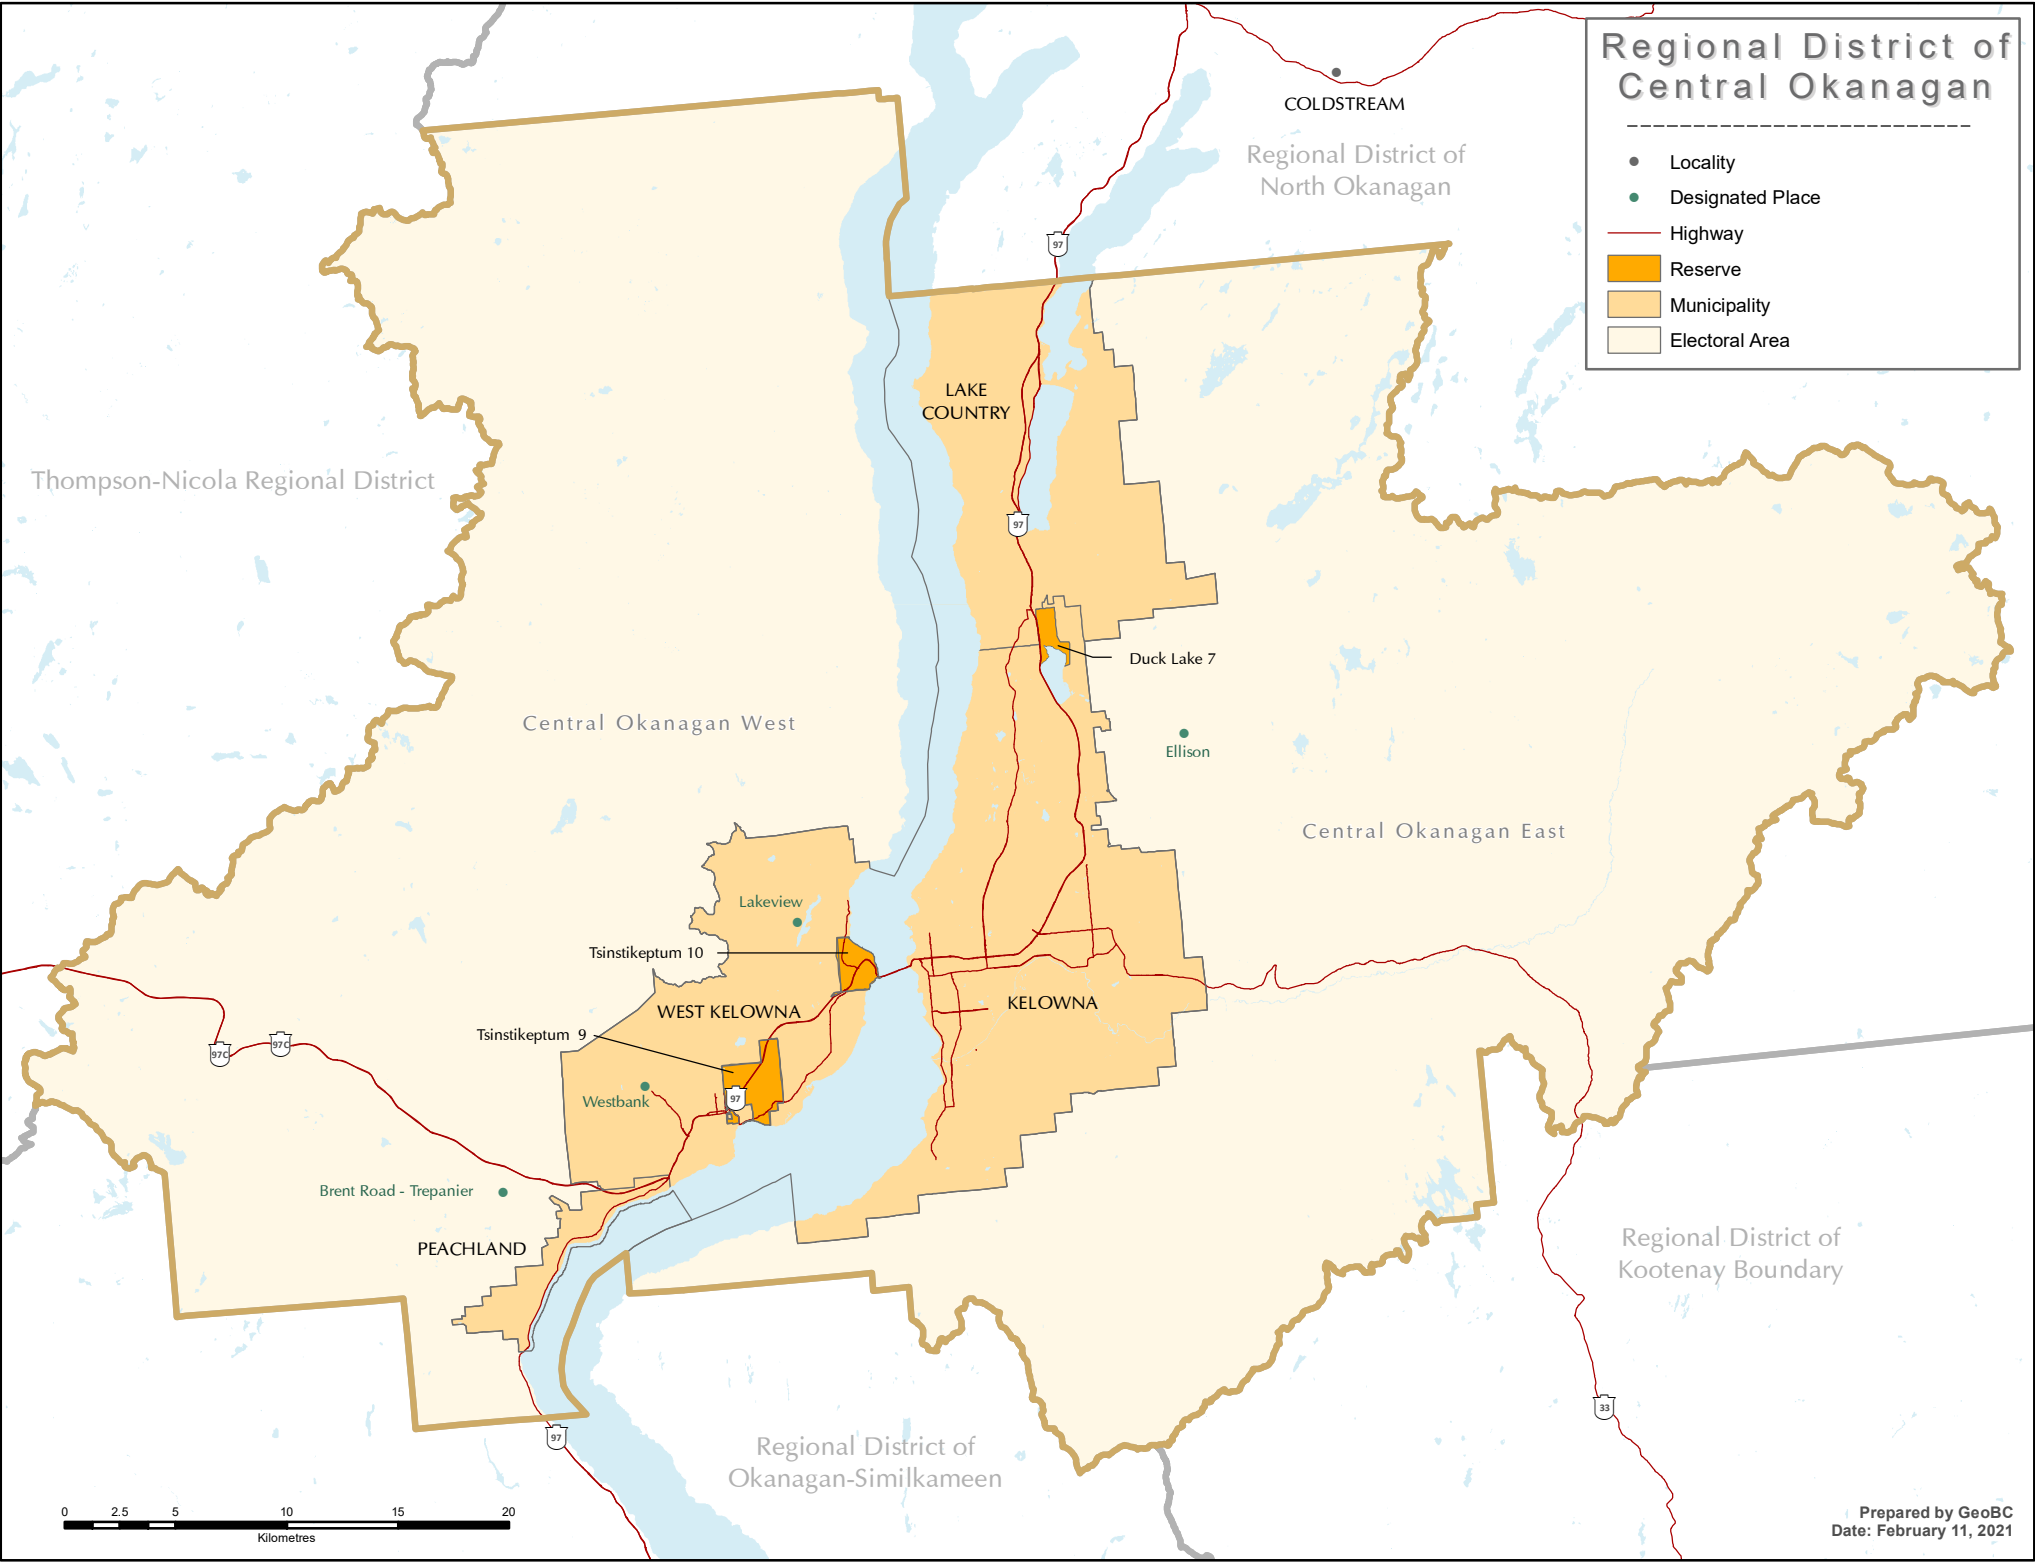 Regional District of
Central Okanagan
Locality
Designated Place
Highway
Reserve
Municipality
Electoral Area
COLDSTREAM
Regional District of
North Okanagan
97
LAKE
COUNTRY
Thompson-Nicola Regional District
97
Duck Lake 7
Central Okanagan West
Ellison
Central Okanagan East
Lakeview
Tsinstikeptum 10
WEST KELOWNA
KELOWNA
Tsinstikeptum 9
97C
97C
97
Westbank
Brent Road - Trepanier
PEACHLAND
Regional District of
Kootenay Boundary
33
97
Regional District of
Okanagan-Similkameen
0 2.5 5 10 15 20
Kilometres
Prepared by GeoBC
Date: February 11, 2021